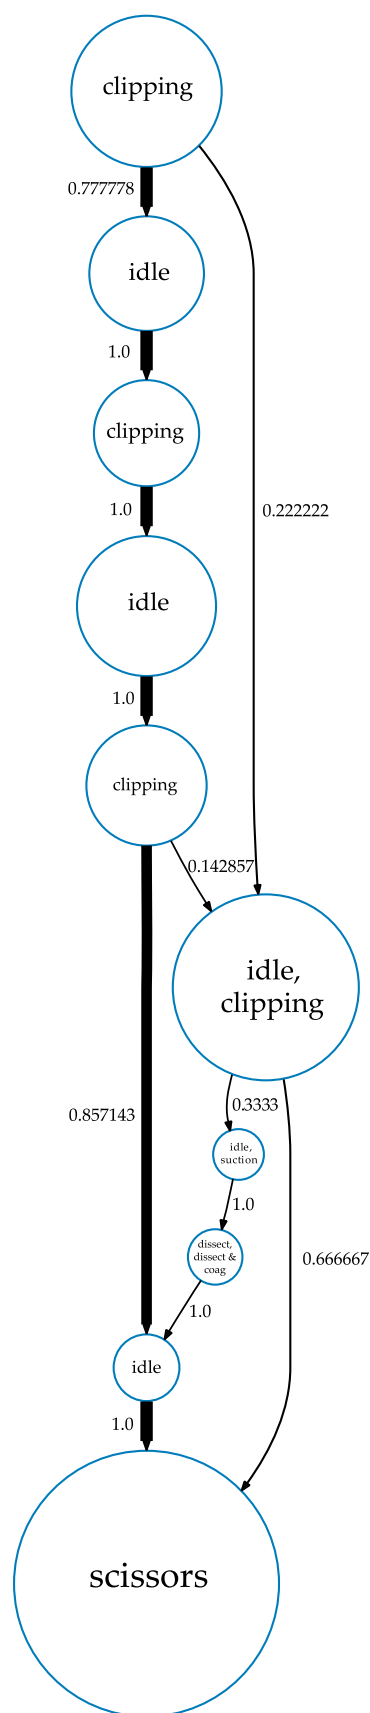 clipping
0.777778
idle
1.0
clipping
1.0
0.222222
idle
1.0
clipping
0.142857
idle,
clipping
0.857143
0.3333
idle,
suction
1.0
dissect,
dissect &
coag
0.666667
1.0
idle
1.0
scissors